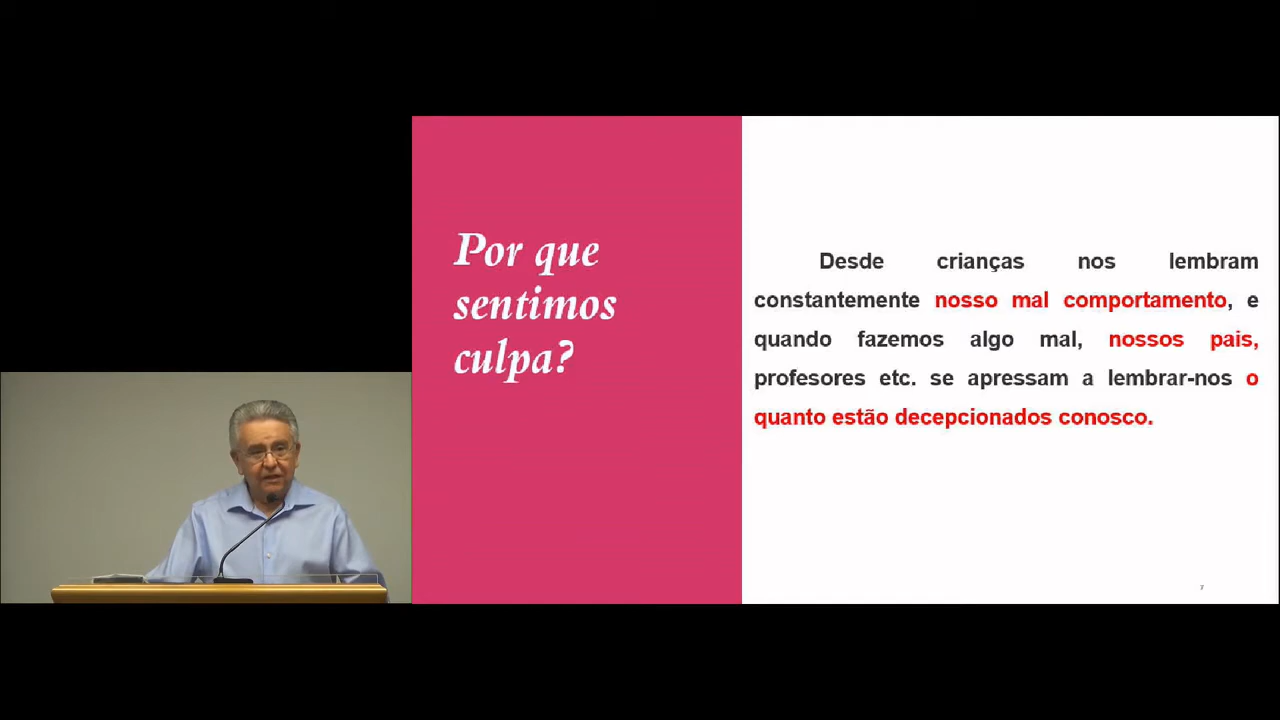 Por que
sentimos
culpa?
Desde crianças nos lembram
constantemente nosso mal comportamento, e
quando fazemos algo mal, nossos pais,
profesores etc. se apressam a lembrar-nos o
quanto estão decepcionados conosco.
7